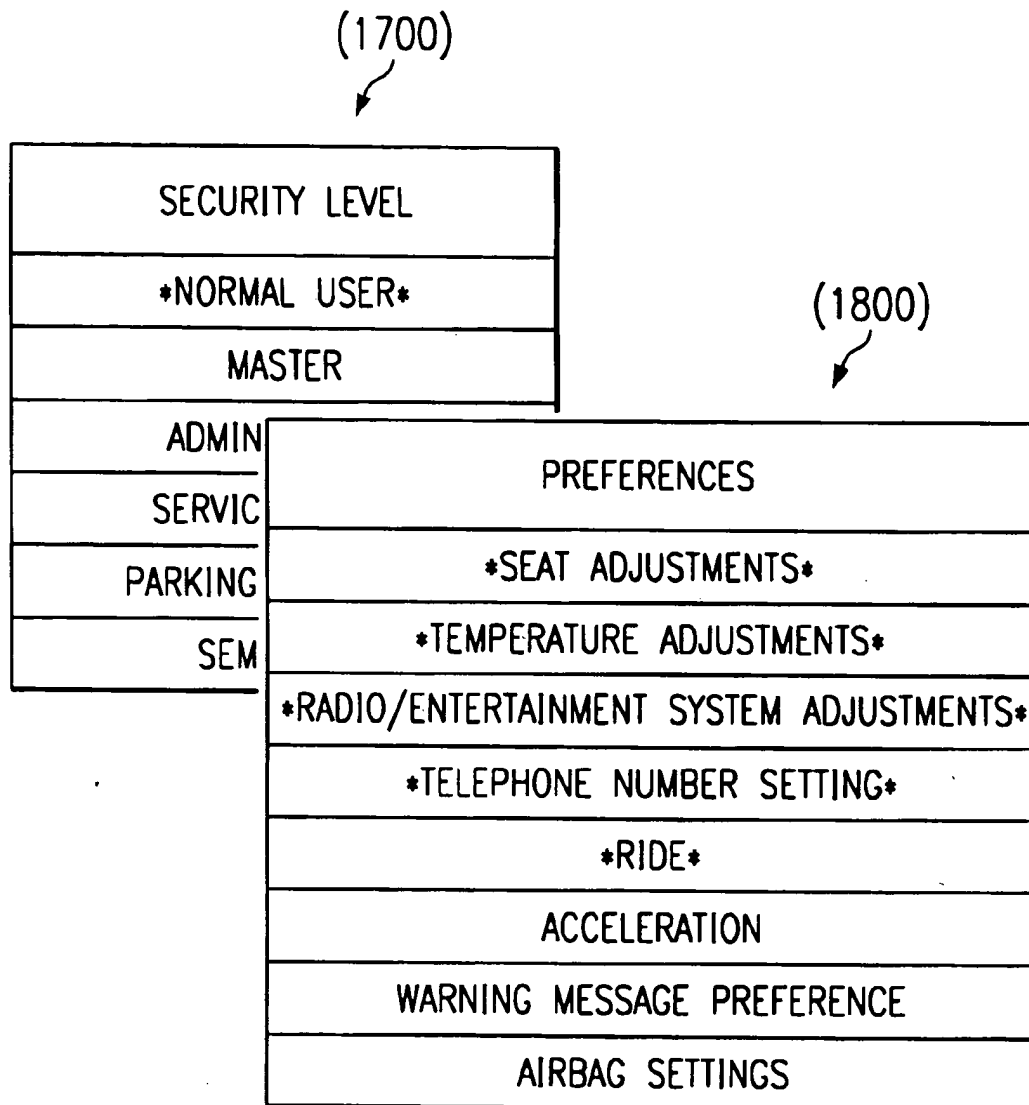 (1700)
SECURITY LEVEL
*NORMAL USER*
MASTER
ADMIN
SERVIC
PARKING
SEM
(1800)
PREFERENCES
*SEAT ADJUSTMENTS*
*TEMPERATURE ADJUSTMENTS*
*RADIO/ENTERTAINMENT SYSTEM ADJUSTMENTS*
*TELEPHONE NUMBER SETTING*
*RIDE*
ACCELERATION
WARNING MESSAGE PREFERENCE
AIRBAG SETTINGS